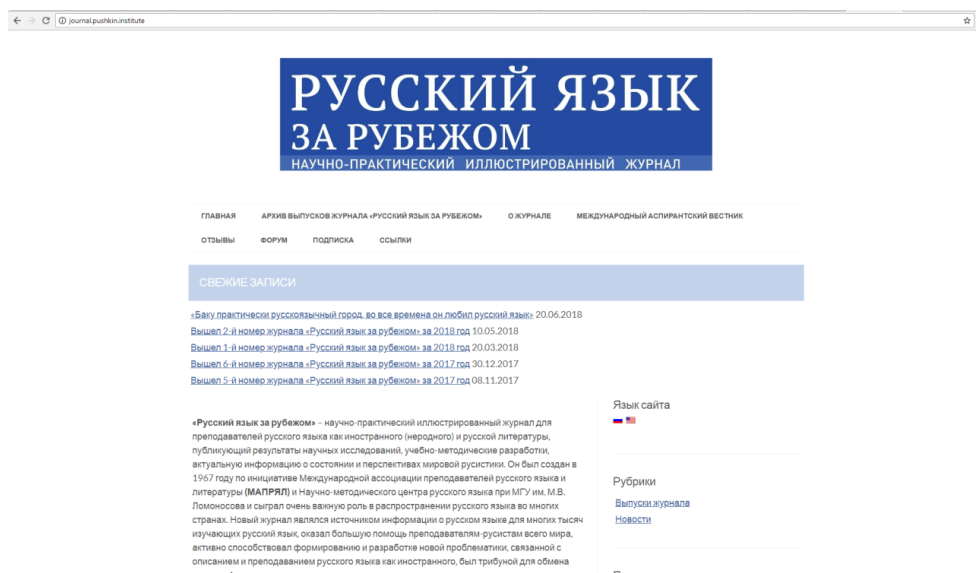 journal.pushkin.institute
РУССКИЙ ЯЗЫК
ЗА РУБЕЖОМ
НАУЧНО-ПРАКТИЧЕСКИЙ ИЛЛЮСТРИРОВАННЫЙ ЖУРНАЛ
ГЛАВНАЯ АРХИВ ВЫПУСКОВ ЖУРНАЛА «РУССКИЙ ЯЗЫК ЗА РУБЕЖОМ» О ЖУРНАЛЕ МЕЖДУНАРОДНЫЙ АСПИРАНТСКИЙ ВЕСТНИК
ОТЗЫВЫ ФОРУМ ПОДПИСКА ССЫЛКИ
СВЕЖИЕ ЗАПИСИ
«Баку практически русскоязычный город, во все времена он любил русский язык» 20.06.2018
Вышел 2-й номер журнала «Русский язык за рубежом» за 2018 год 10.05.2018
Вышел 1-й номер журнала «Русский язык за рубежом» за 2018 год 20.03.2018
Вышел 6-й номер журнала «Русский язык за рубежом» за 2017 год 30.12.2017
Вышел 5-й номер журнала «Русский язык за рубежом» за 2017 год 08.11.2017
«Русский язык за рубежом» – научно-практический иллюстрированный журнал для
преподавателей русского языка как иностранного (неродного) и русской литературы,
публикующий результаты научных исследований, учебно-методические разработки,
актуальную информацию о состоянии и перспективах мировой русистики. Он был создан в
1967 году по инициативе Международной ассоциации преподавателей русского языка и
литературы (МАПРЯЛ) и Научно-методического центра русского языка при МГУ им. М.В.
Ломоносова и сыграл очень важную роль в распространении русского языка во многих
странах. Новый журнал являлся источником информации о русском языке для многих тысяч
изучающих русский язык, оказал большую помощь преподавателям-русистам всего мира,
активно способствовал формированию и разработке новой проблематики, связанной с
описанием и преподаванием русского языка как иностранного, был трибуной для обмена
Язык сайта
Рубрики
Выпуски журнала
Новости